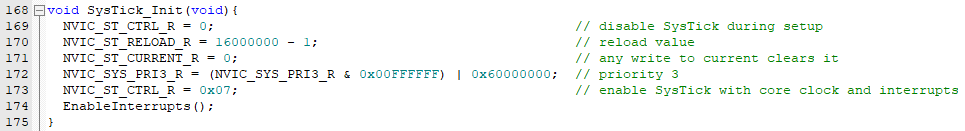 168 void SysTick_Init(void){
169 NVIC_ST_CTRL_R = 0; // disable SysTick during setup
170 NVIC_ST_RELOAD_R = 16000000 - 1; // reload value
171 NVIC_ST_CURRENT_R = 0; // any write to current clears it
172 NVIC_SYS_PRI3_R = (NVIC_SYS_PRI3_R & 0x00FFFFFF) | 0x60000000; // priority 3
173 NVIC_ST_CTRL_R = 0x07; // enable SysTick with core clock and interrupts
174 EnableInterrupts();
175 }